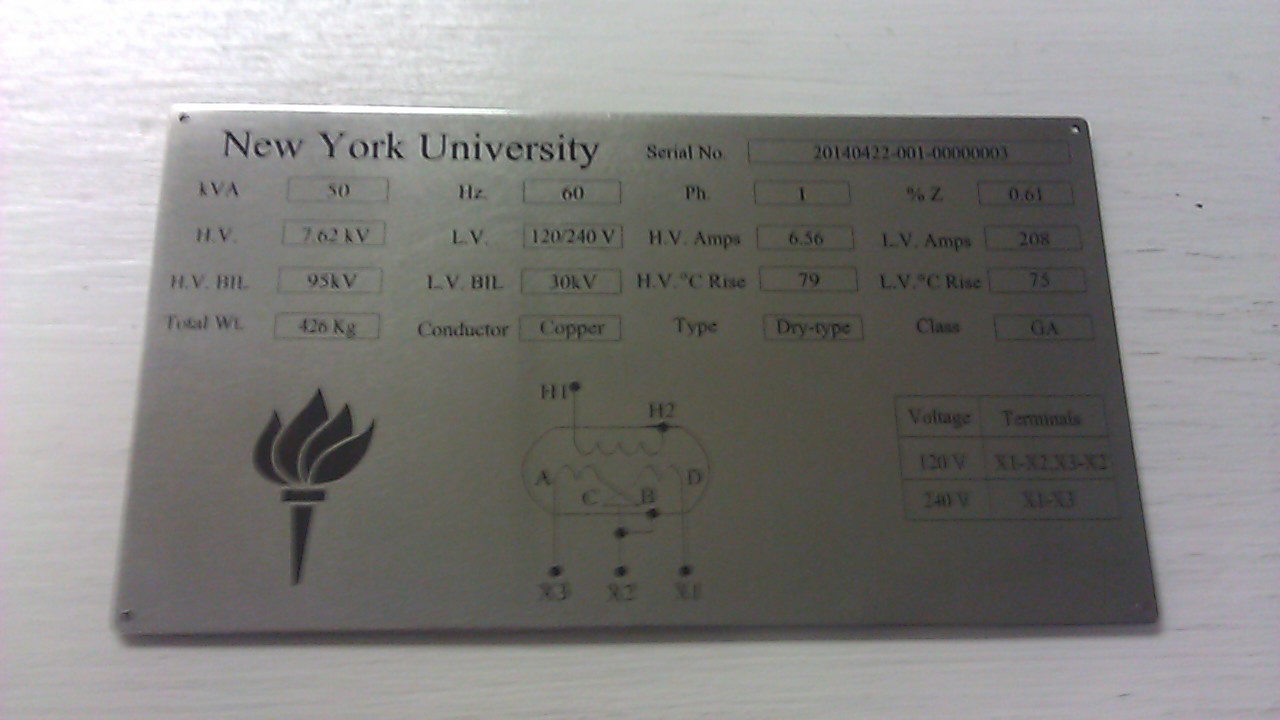 New York University Serial No. 20140422-001-00000003
kVA 50 Hz. 60 Ph. 1 % Z 0.61
H.V. 7.62 kV L.V. 120/240 V H.V. Amps 6.56 L.V. Amps 208
H.V. BIL 95kV L.V. BIL 30kV H.V.°C Rise 79 L.V.°C Rise 75
Total Wt. 426 Kg Conductor Copper Type Dry-type Class GA
H1
H2
A C B D
X3 X2 X1
Voltage Terminals
120 V X1-X2,X3-X2
240 V X1-X3